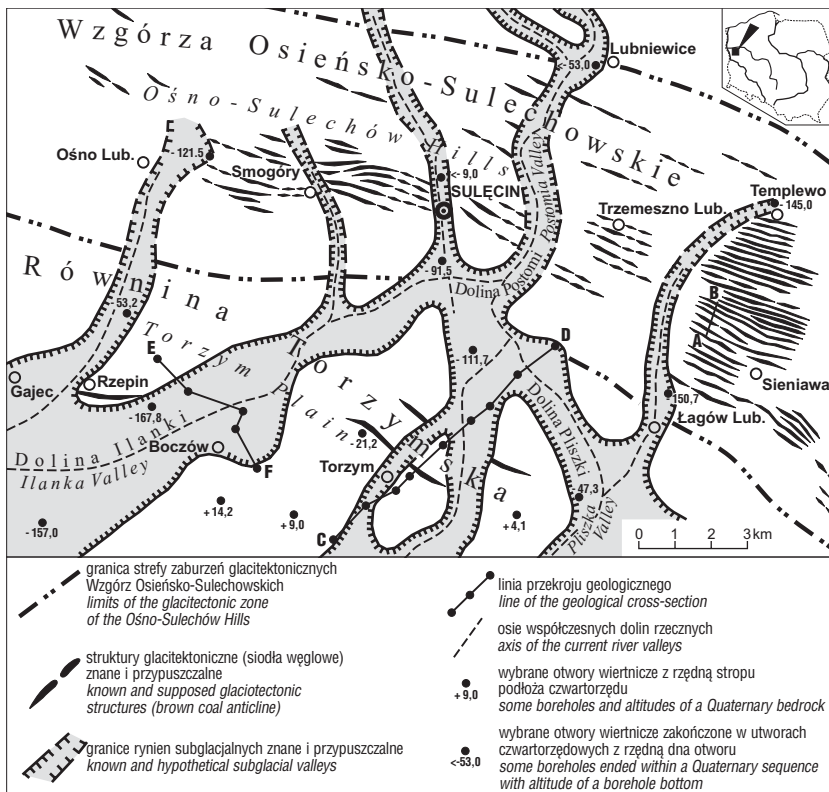 Wzgórza Osieńsko-Sulechowskie
Ośno-Sulechów Hills
Lubniewice
<- 53,0
Ośno Lub.
- 121.5
Smogóry
<- 9,0
SULĘCIN
Templewo
145,0
Trzemeszno Lub.
Postomia Valley
Dolina Postomi
- 91,5
Równina Torzymska
Torzym Plain
53,2
E
B
A
D
- 111,7
Sieniawa
Gajec
Rzepin
- 167,8
150,7
Łagów Lub.
Dolina Pliszki
Pliszka Valley
Boczów
- 21,2
Dolina Ilanki
Ilanka Valley
F
Torzym
- 47,3
+ 14,2
+ 9,0
+ 4,1
- 157,0
C
0 1 2 3 km
granica strefy zaburzeń glacitektonicznych
Wzgórz Osieńsko-Sulechowskich
limits of the glacitectonic zone
of the Ośno-Sulechów Hills
struktury glacitektoniczne (siodła węglowe)
znane i przypuszczalne
known and supposed glaciotectonic
structures (brown coal anticline)
granice rynien subglacjalnych znane i przypuszczalne
known and hypothetical subglacial valleys
linia przekroju geologicznego
line of the geological cross-section
osie współczesnych dolin rzecznych
axis of the current river valleys
+ 9,0
wybrane otwory wiertnicze z rzędną stropu
podłoża czwartorzędu
some boreholes and altitudes of a Quaternary bedrock
<-53,0
wybrane otwory wiertnicze zakończone w utworach
czwartorzędowych z rzędną dna otworu
some boreholes ended within a Quaternary sequence
with altitude of a borehole bottom